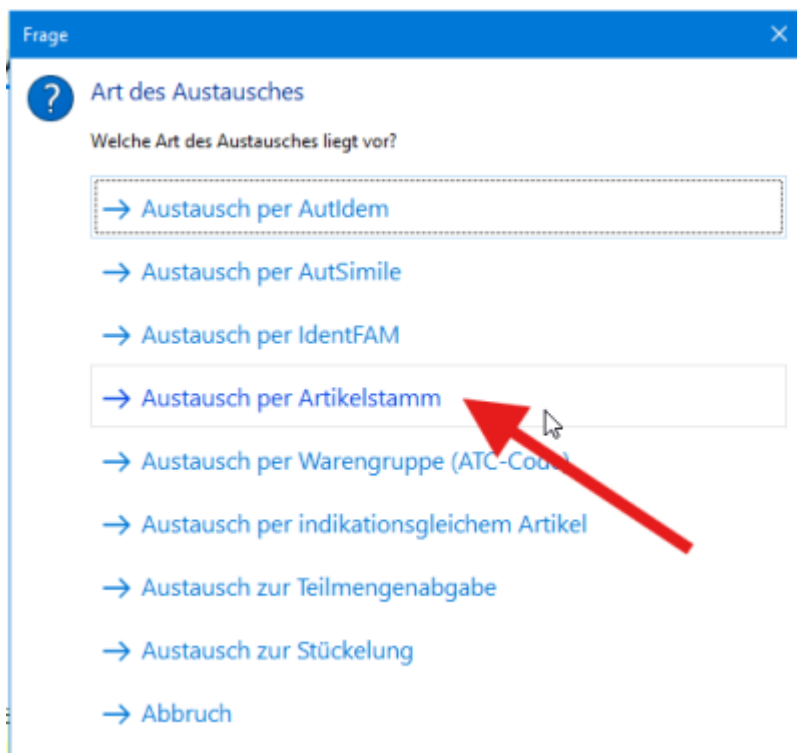 Frage
Art des Austausches
Welche Art des Austausches liegt vor?
Austausch per AutIdem
Austausch per AutSimile
Austausch per IdentFAM
Austausch per Artikelstamm
Austausch per Warengruppe (ATC-Code)
Austausch per indikationsgleichem Artikel
Austausch zur Teilmengenabgabe
Austausch zur Stückelung
Abbruch